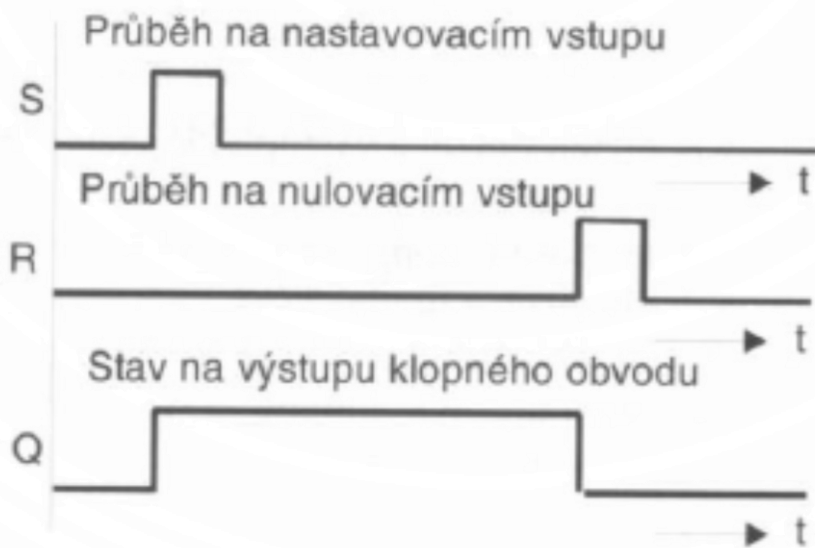 Průběh na nastavovacím vstupu
S
t
Průběh na nulovacím vstupu
R
t
Stav na výstupu klopného obvodu
Q
t